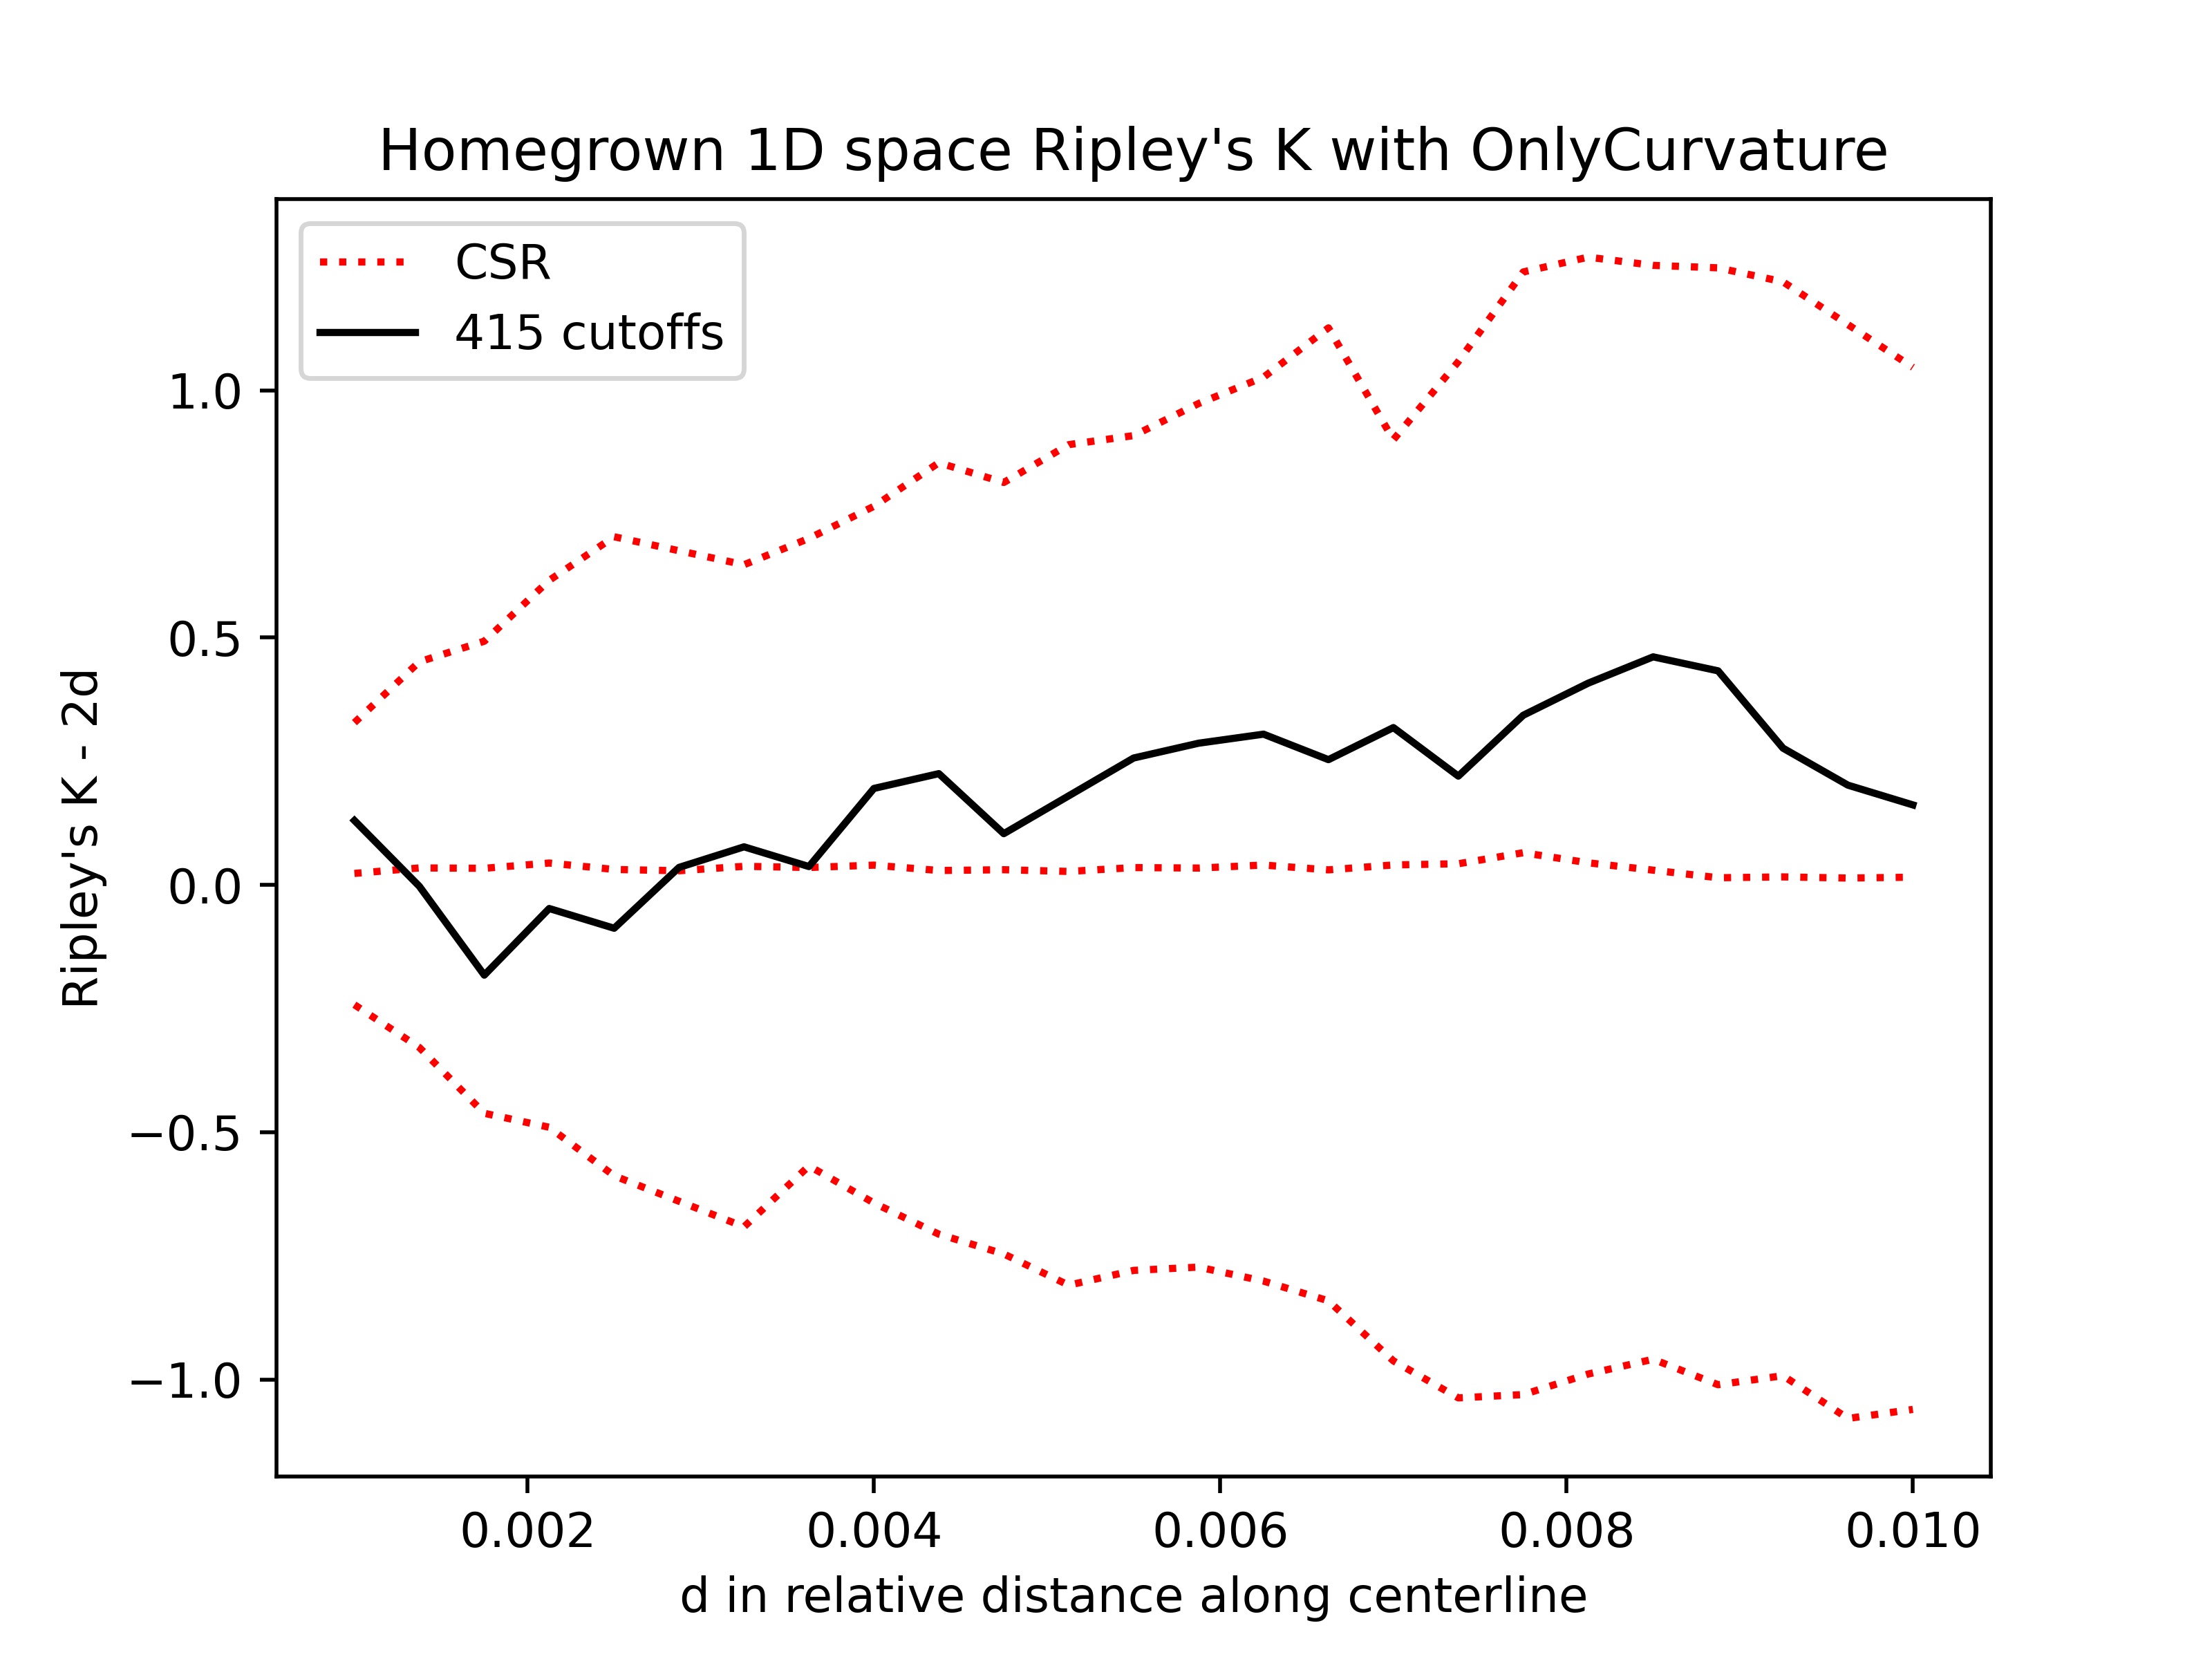 Homegrown 1D space Ripley's K with OnlyCurvature
CSR
415 cutoffs
1.0
0.5
0.0
−0.5
−1.0
Ripley's K - 2d
0.002 0.004 0.006 0.008 0.010
d in relative distance along centerline